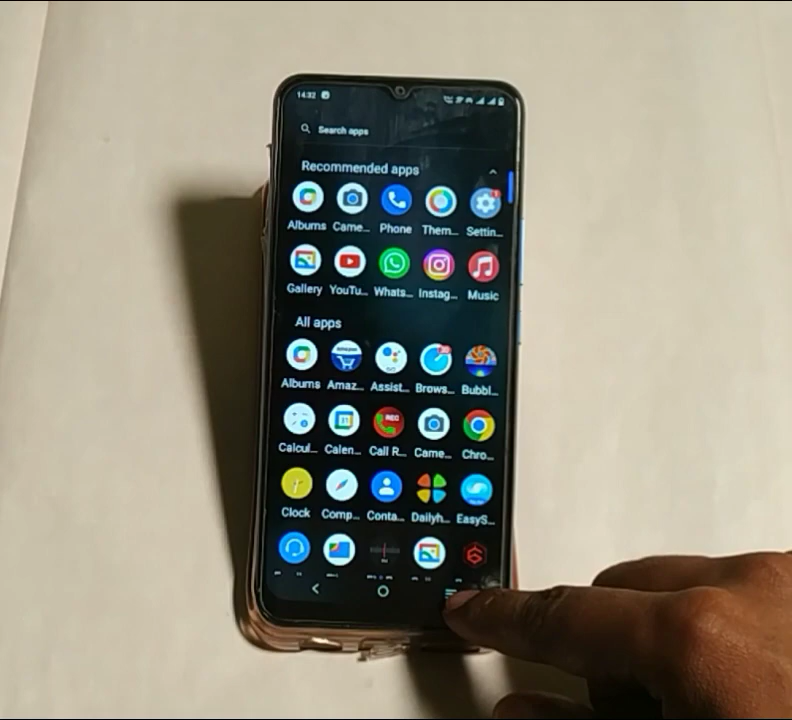 14:32
Search apps
Recommended apps
Albums Came... Phone Them... Settin...
Gallery YouTu... Whats... Instag... Music
All apps
Albums Amaz... Assist... Brows... Bubbl...
Calcul... Calen... Call R... Came... Chro...
Clock Comp... Conta... Dailyh... EasyS...